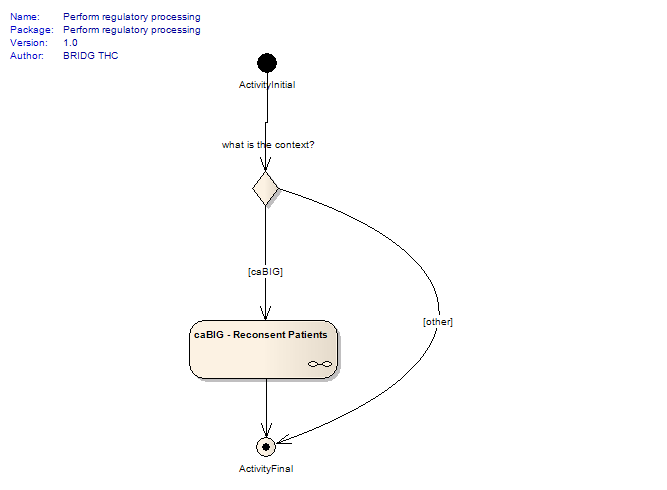 Name: Perform regulatory processing
Package: Perform regulatory processing
Version: 1.0
Author: BRIDG THC
ActivityInitial
what is the context?
[caBIG]
[other]
caBIG - Reconsent Patients
ActivityFinal